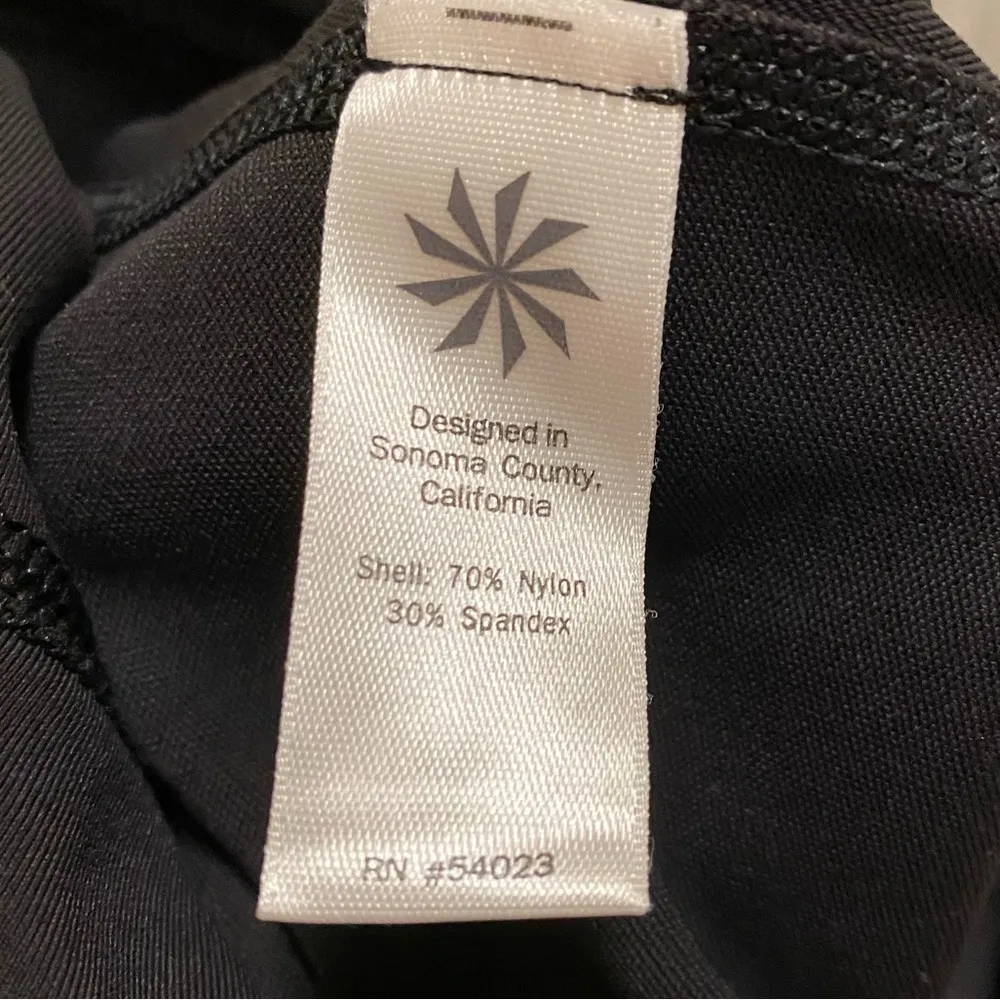 Designed in
Sonoma County,
California
Shell: 70% Nylon
30% Spandex
RN #54023